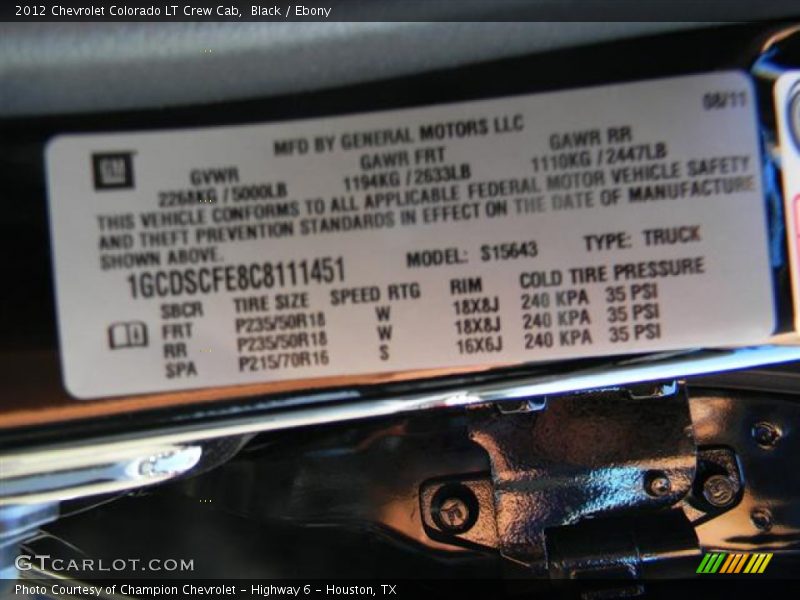 2012 Chevrolet Colorado LT Crew Cab, Black / Ebony
08/11
MFD BY GENERAL MOTORS LLC
GM
GVWR GAWR FRT GAWR RR
2268KG / 5000LB 1194KG / 2633LB 1110KG / 2447LB
THIS VEHICLE CONFORMS TO ALL APPLICABLE FEDERAL MOTOR VEHICLE SAFETY
AND THEFT PREVENTION STANDARDS IN EFFECT ON THE DATE OF MANUFACTURE
SHOWN ABOVE.
1GCDSCFE8C8111451 MODEL: S15643 TYPE: TRUCK
SBCR TIRE SIZE SPEED RTG RIM COLD TIRE PRESSURE
FRT P235/50R18 W 18X8J 240 KPA 35 PSI
RR P235/50R18 W 18X8J 240 KPA 35 PSI
SPA P215/70R16 S 16X6J 240 KPA 35 PSI
GTCARLOT.COM
Photo Courtesy of Champion Chevrolet - Highway 6 - Houston, TX